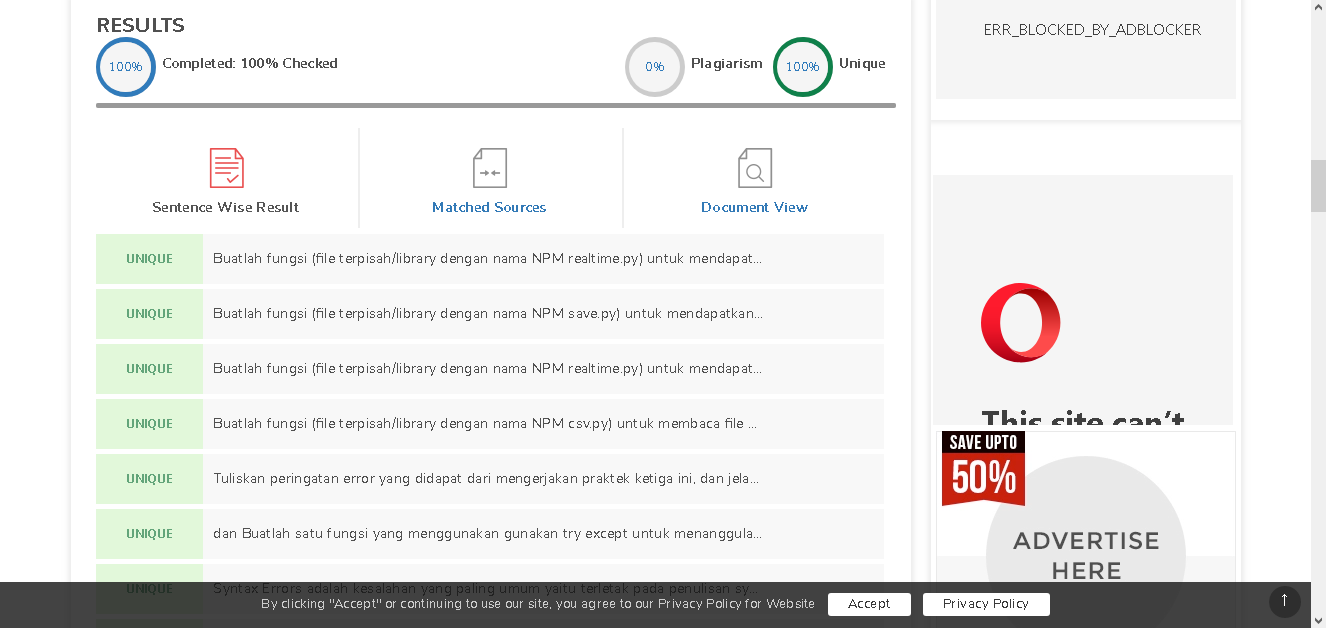 RESULTS
100% Completed: 100% Checked
0% Plagiarism 100% Unique
Sentence Wise Result
Matched Sources
Document View
UNIQUE Buatlah fungsi (file terpisah/library dengan nama NPM realtime.py) untuk mendapat...
UNIQUE Buatlah fungsi (file terpisah/library dengan nama NPM save.py) untuk mendapatkan...
UNIQUE Buatlah fungsi (file terpisah/library dengan nama NPM realtime.py) untuk mendapat...
UNIQUE Buatlah fungsi (file terpisah/library dengan nama NPM csv.py) untuk membaca file ...
UNIQUE Tuliskan peringatan error yang didapat dari mengerjakan praktek ketiga ini, dan jela...
UNIQUE dan Buatlah satu fungsi yang menggunakan gunakan try except untuk menanggula...
UNIQUE Syntax Errors adalah kesalahan yang paling umum yaitu terletak pada penulisan sy...
By clicking "Accept" or continuing to use our site, you agree to our Privacy Policy for Website
Accept
Privacy Policy
ERR_BLOCKED_BY_ADBLOCKER
This site can't
SAVE UPTO
50%
ADVERTISE
HERE